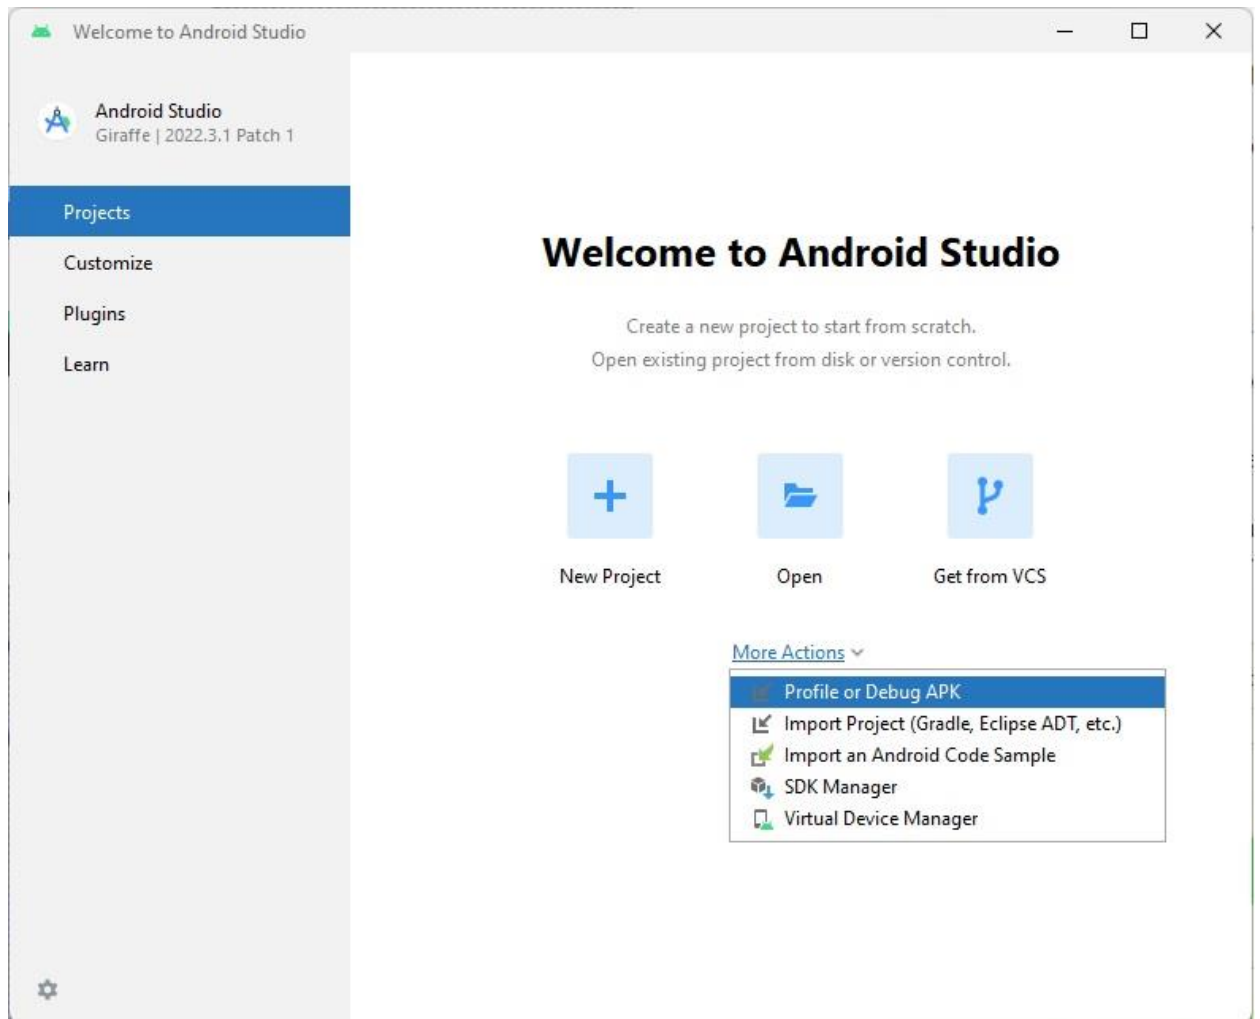 Welcome to Android Studio
Android Studio
Giraffe | 2022.3.1 Patch 1
Projects
Customize
Plugins
Learn
Welcome to Android Studio
Create a new project to start from scratch.
Open existing project from disk or version control.
New Project
Open
Get from VCS
More Actions
Profile or Debug APK
Import Project (Gradle, Eclipse ADT, etc.)
Import an Android Code Sample
SDK Manager
Virtual Device Manager